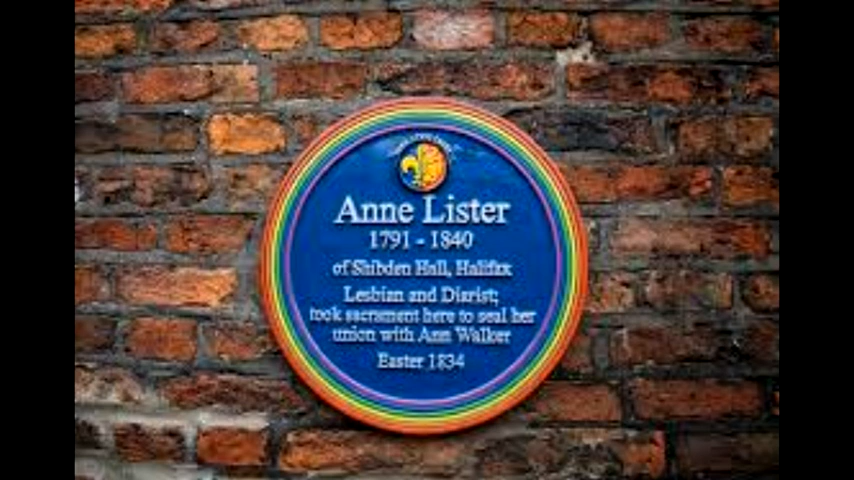 Anne Lister
1791 - 1840
of Shibden Hall, Halifax
Lesbian and Diarist;
took sacrament here to seal her
union with Ann Walker
Easter 1834